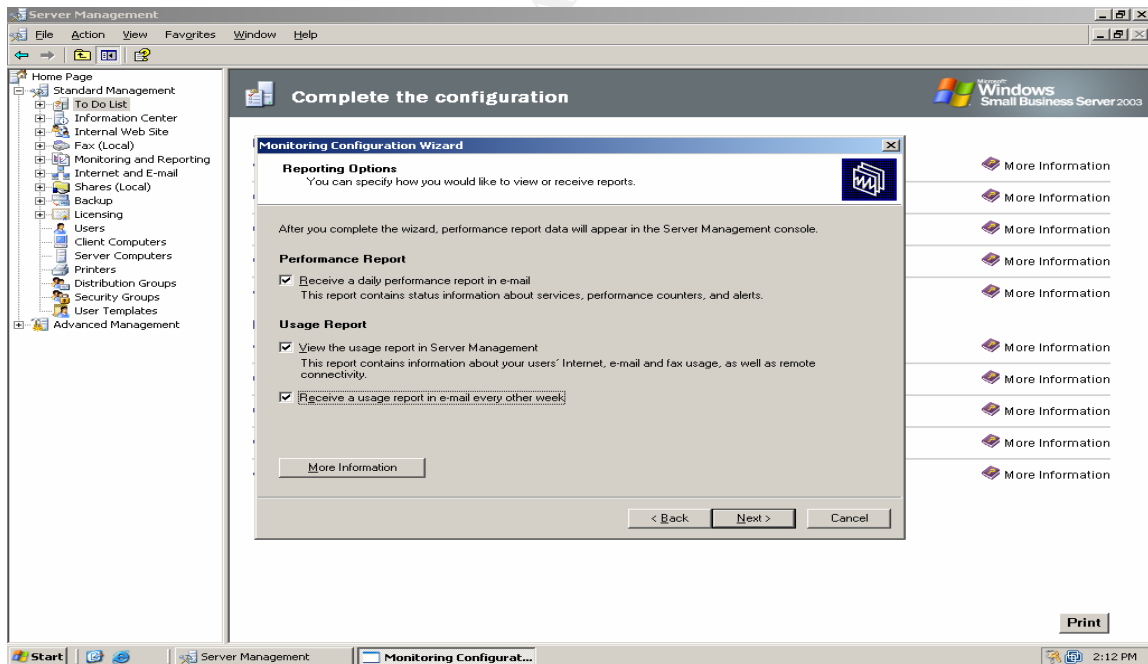 Server Management
File Action View Favorites Window Help
Home Page
Standard Management
To Do List
Information Center
Internal Web Site
Fax (Local)
Monitoring and Reporting
Internet and E-mail
Shares (Local)
Backup
Licensing
Users
Client Computers
Server Computers
Printers
Distribution Groups
Security Groups
User Templates
Advanced Management
Complete the configuration
Microsoft
Windows
Small Business Server 2003
Monitoring Configuration Wizard
Reporting Options
You can specify how you would like to view or receive reports.
After you complete the wizard, performance report data will appear in the Server Management console.
Performance Report
Receive a daily performance report in e-mail
This report contains status information about services, performance counters, and alerts.
Usage Report
View the usage report in Server Management
This report contains information about your users' Internet, e-mail and fax usage, as well as remote
connectivity.
Receive a usage report in e-mail every other week
More Information
< Back Next > Cancel
More Information
More Information
More Information
More Information
More Information
More Information
More Information
More Information
More Information
More Information
Print
Start Server Management Monitoring Configurat... 2:12 PM